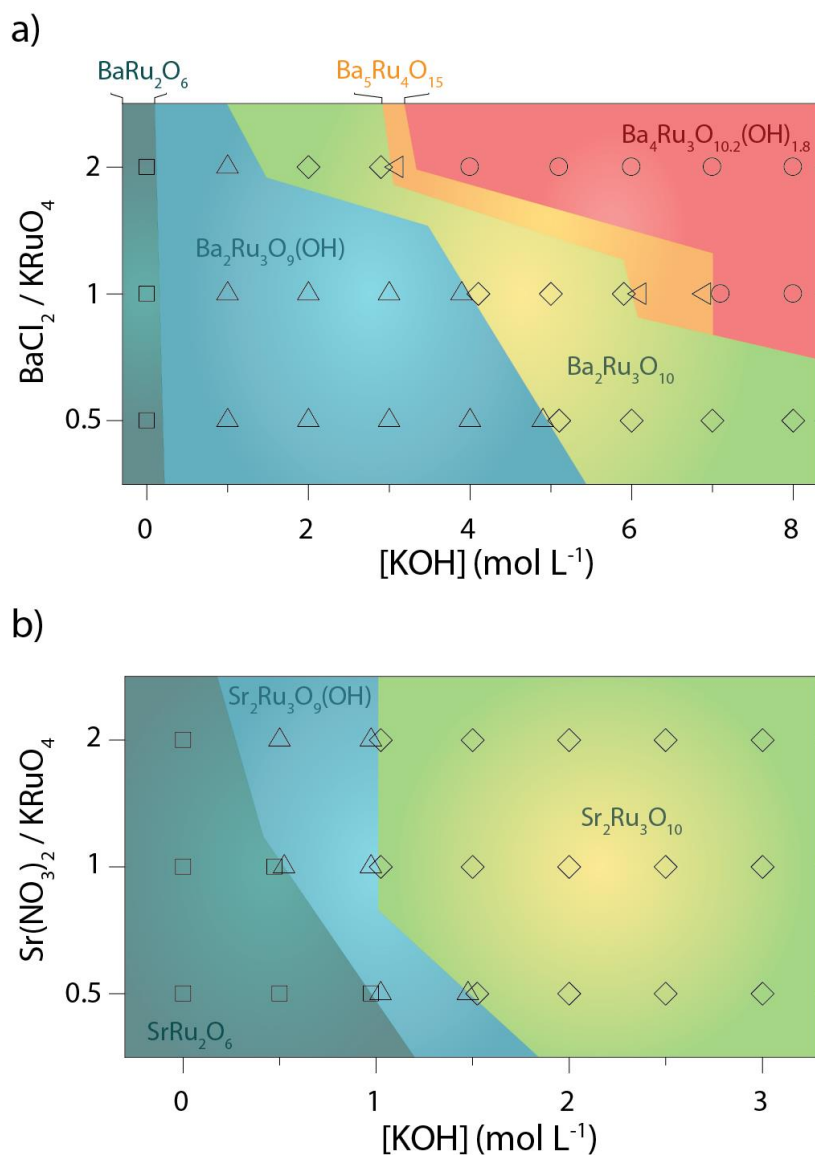 a)
BaRu₂O₆
Ba₅Ru₄O₁₅
Ba₄Ru₃O₁₀.₂(OH)₁.₈
2
Ba₂Ru₃O₉(OH)
1
Ba₂Ru₃O₁₀
0.5
BaCl₂ / KRuO₄
0 2 4 6 8
[KOH] (mol L⁻¹)
b)
Sr₂Ru₃O₉(OH)
2
Sr₂Ru₃O₁₀
1
0.5
SrRu₂O₆
Sr(NO₃)₂ / KRuO₄
0 1 2 3
[KOH] (mol L⁻¹)